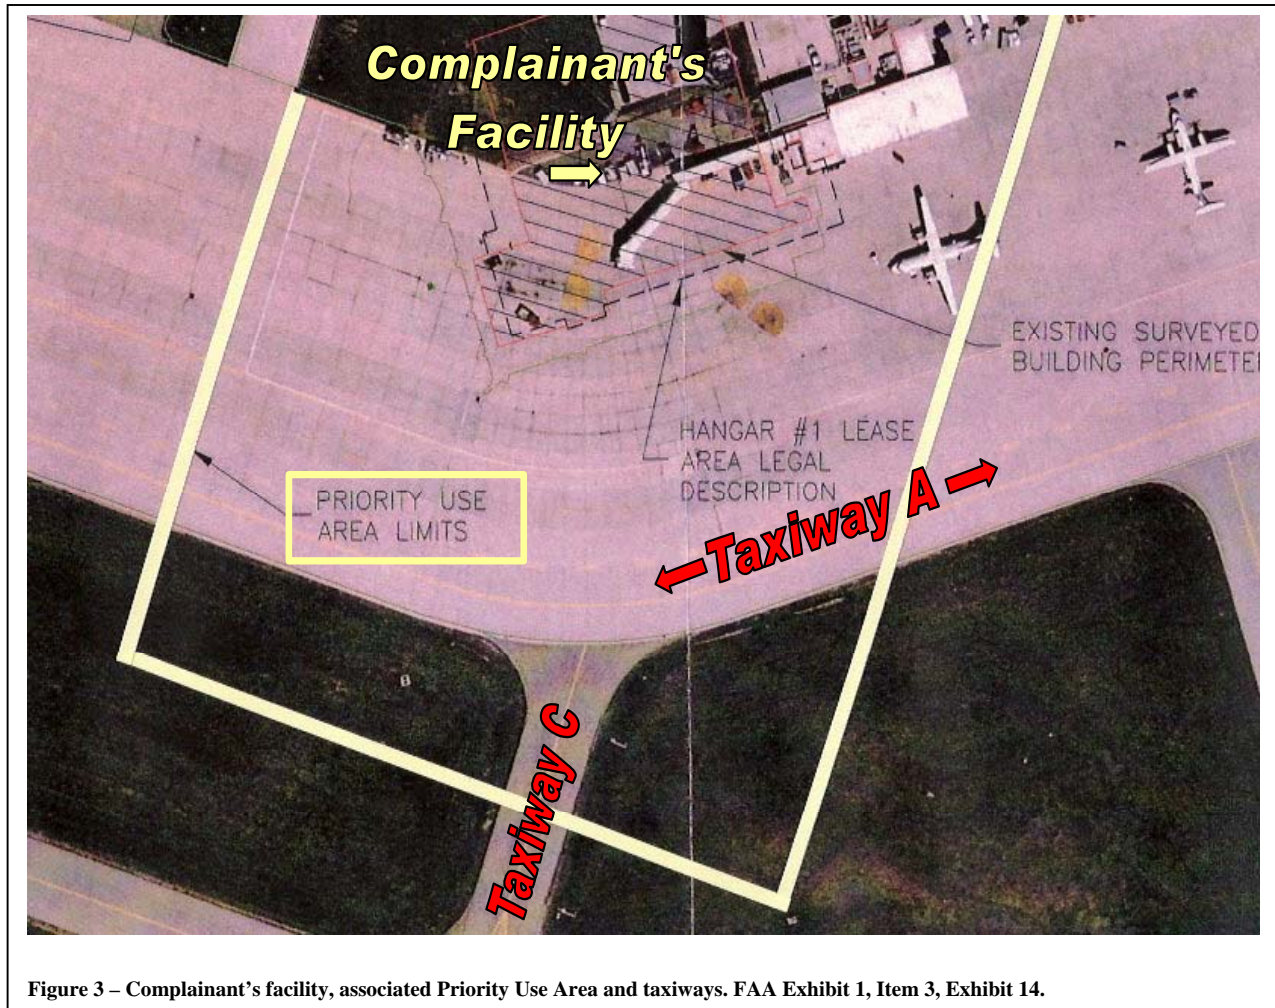 Complainant's
Facility
EXISTING SURVEYED
BUILDING PERIMETE
HANGAR #1 LEASE
AREA LEGAL
DESCRIPTION
PRIORITY USE
AREA LIMITS
Taxiway A
Taxiway C
Figure 3 – Complainant's facility, associated Priority Use Area and taxiways. FAA Exhibit 1, Item 3, Exhibit 14.